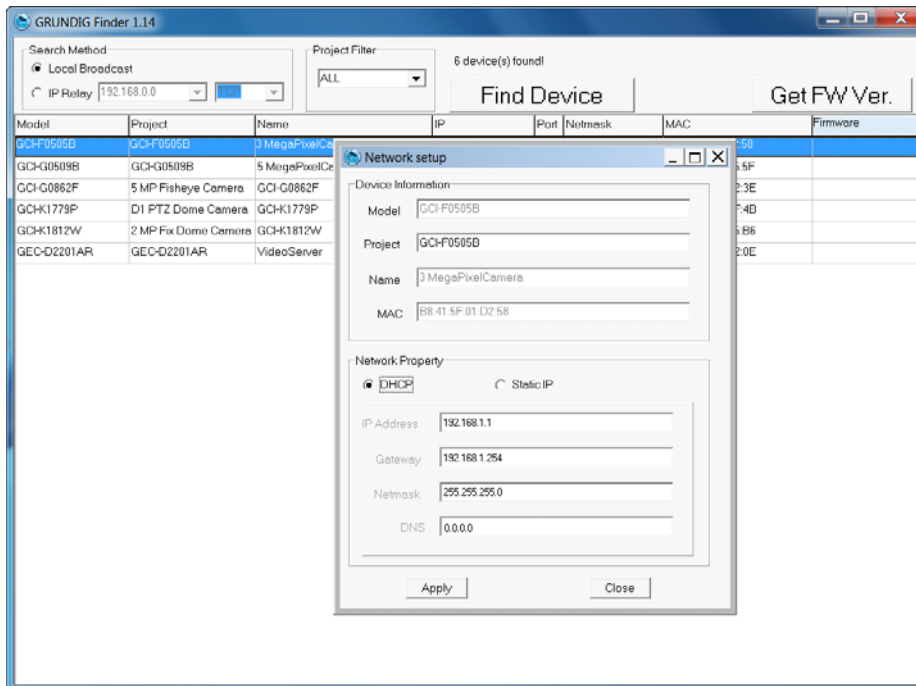 GRUNDIG Finder 1.14
Search Method
Local Broadcast
IP Relay 192.168.0.0
Project Filter
ALL
6 device(s) found!
Find Device
Get FW Ver.
Model Project Name IP Port Netmask MAC Firmware
GCI-F0505B GCI-F0505B 3 MegaPixelCa :58
GCI-G0509B GCI-G0509B 5 MegaPixelCe :5F
GCI-G0862F 5 MP Fisheye Camera GCI-G0862F :3E
GCI-K1779P D1 PTZ Dome Camera GCI-K1779P :4B
GCI-K1812W 2 MP Fix Dome Camera GCI-K1812W :B6
GEC-D2201AR GEC-D2201AR VideoServer :0E
Network setup
Device Information
Model GCI-F0505B
Project GCI-F0505B
Name 3 MegaPixelCamera
MAC B8:41:5F:01:D2:58
Network Property
DHCP Static IP
IP Address 192.168.1.1
Gateway 192.168.1.254
Netmask 255.255.255.0
DNS 0.0.0.0
Apply Close